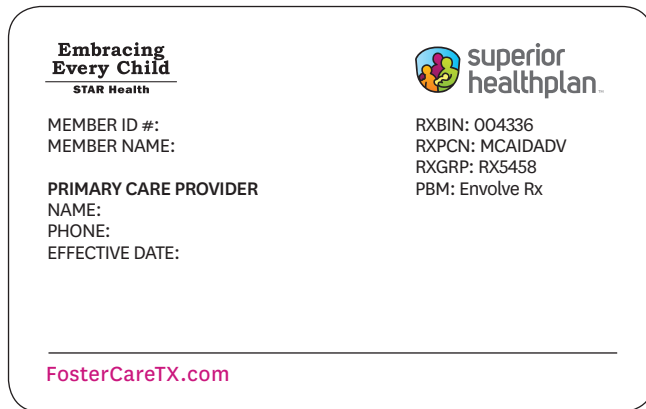 Embracing
Every Child
STAR Health
superior
healthplan
MEMBER ID #:
MEMBER NAME:
RXBIN: 004336
RXPCN: MCAIDADV
RXGRP: RX5458
PBM: Envolve Rx
PRIMARY CARE PROVIDER
NAME:
PHONE:
EFFECTIVE DATE:
FosterCareTX.com